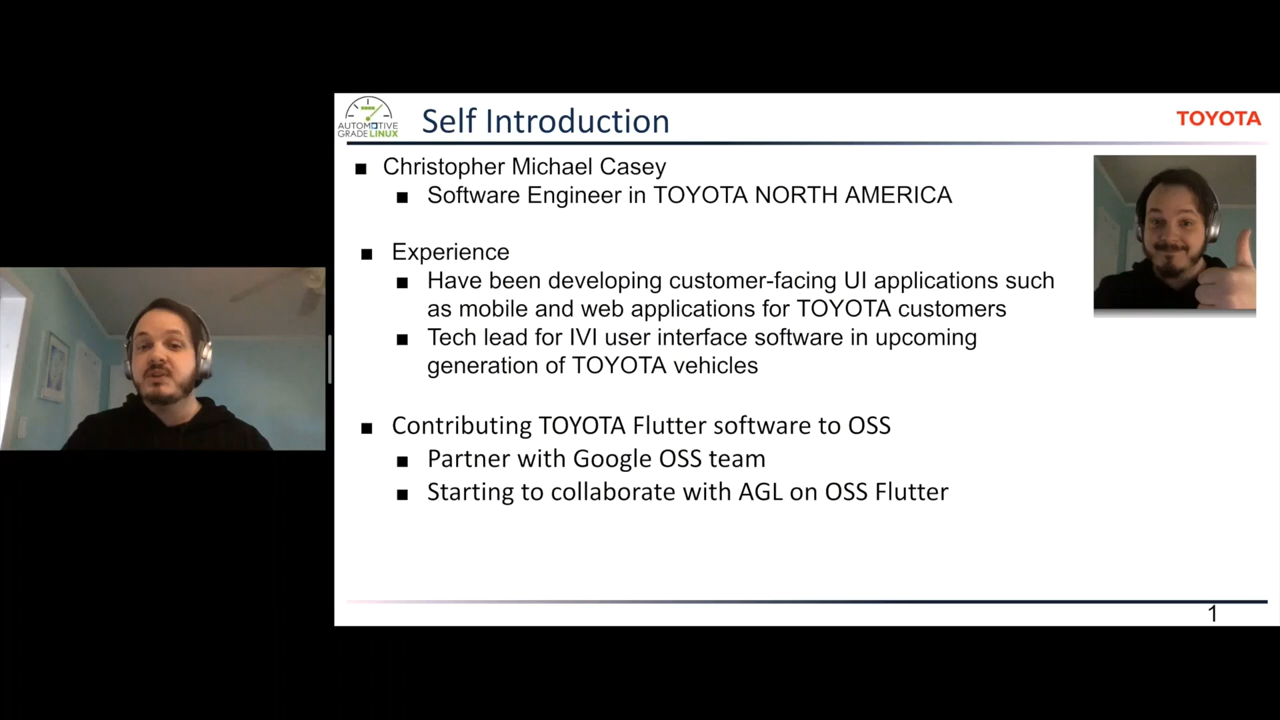 AUTOMOTIVE
GRADELINUX
Self Introduction
TOYOTA
■ Christopher Michael Casey
■ Software Engineer in TOYOTA NORTH AMERICA
■ Experience
■ Have been developing customer-facing UI applications such
as mobile and web applications for TOYOTA customers
■ Tech lead for IVI user interface software in upcoming
generation of TOYOTA vehicles
■ Contributing TOYOTA Flutter software to OSS
■ Partner with Google OSS team
■ Starting to collaborate with AGL on OSS Flutter
1